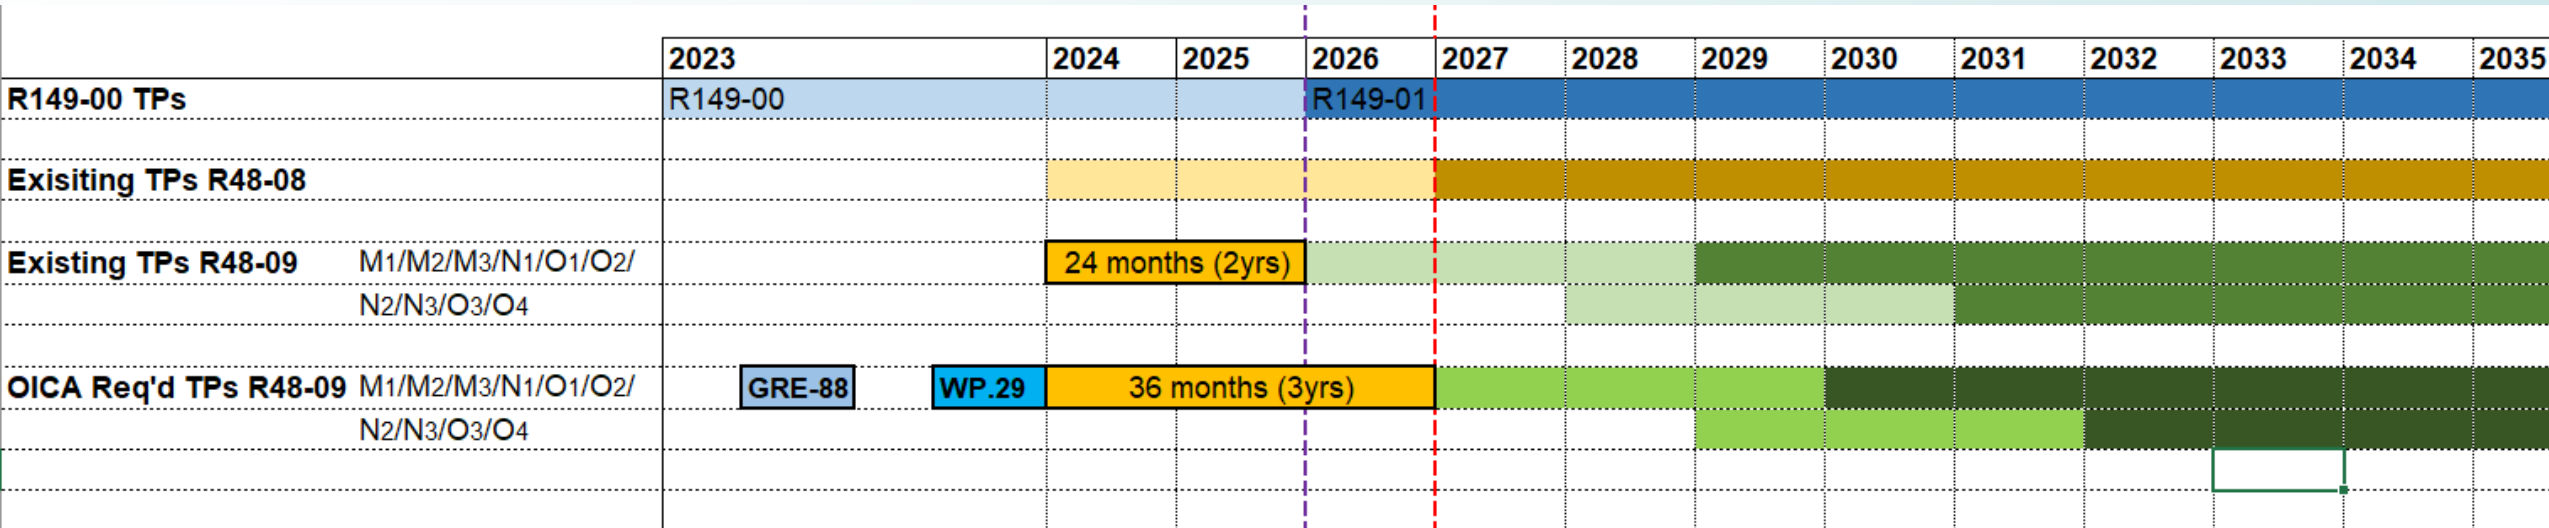 2023 2024 2025 2026 2027 2028 2029 2030 2031 2032 2033 2034 2035
R149-00 TPs R149-00 R149-01
Exisiting TPs R48-08
Existing TPs R48-09 M1/M2/M3/N1/O1/O2/ 24 months (2yrs)
N2/N3/O3/O4
OICA Req'd TPs R48-09 M1/M2/M3/N1/O1/O2/ GRE-88 WP.29 36 months (3yrs)
N2/N3/O3/O4